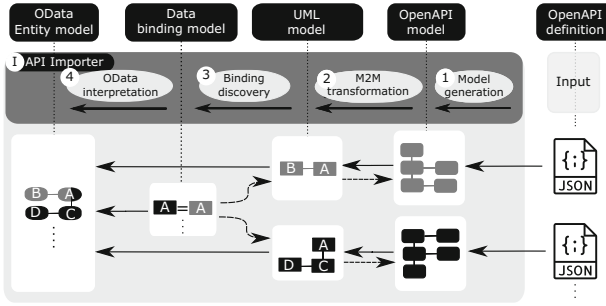 OData
Entity model
Data
binding model
UML
model
OpenAPI
model
OpenAPI
definition
I API Importer
4
OData
interpretation
3
Binding
discovery
2
M2M
transformation
1
Model
generation
Input
B A
D C
A = A
B A
A
D C
{;}
JSON
{;}
JSON